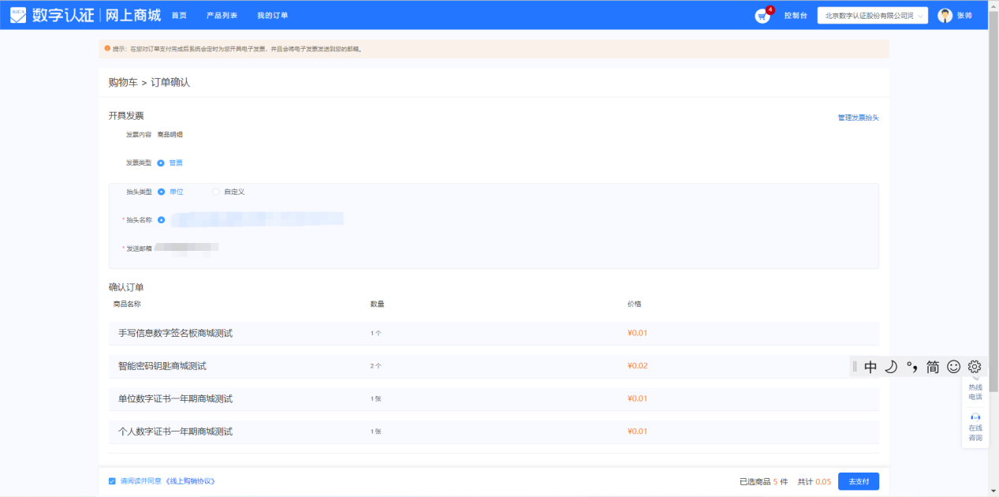 BJCA 数字认证 网上商城 首页 产品列表 我的订单 4 控制台 北京数字认证股份有限公司河 张帅
提示：在您对订单支付完成后系统会定时为您开具电子发票，并且会将电子发票发送到您的邮箱。
购物车 > 订单确认
开具发票 管理发票抬头
发票内容 商品明细
发票类型 普票
抬头类型 单位 自定义
* 抬头名称
* 发送邮箱
确认订单
商品名称 数量 价格
手写信息数字签名板商城测试 1 个 ¥0.01
智能密码钥匙商城测试 2 个 ¥0.02
中 °, 简
单位数字证书一年期商城测试 1 张 ¥0.01
热线
电话
个人数字证书一年期商城测试 1 张 ¥0.01
在线
咨询
请阅读并同意《线上购销协议》 已选商品 5 件 共计 0.05 去支付